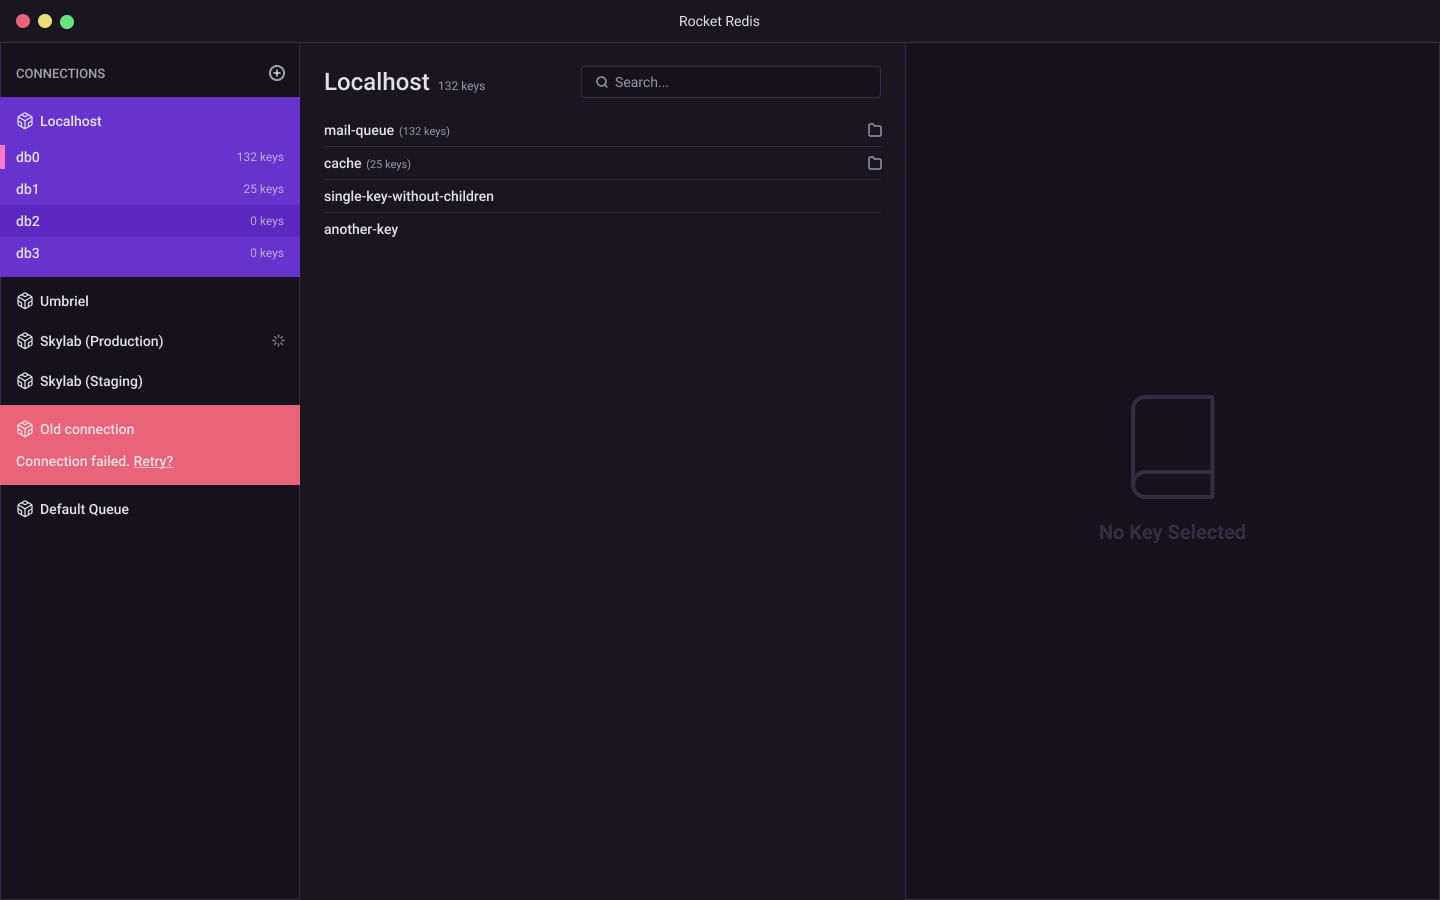 Rocket Redis
CONNECTIONS
Localhost
db0 132 keys
db1 25 keys
db2 0 keys
db3 0 keys
Umbriel
Skylab (Production)
Skylab (Staging)
Old connection
Connection failed. Retry?
Default Queue
Localhost 132 keys
Search...
mail-queue (132 keys)
cache (25 keys)
single-key-without-children
another-key
No Key Selected